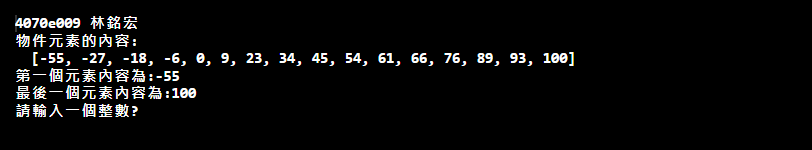 4070e009 林銘宏
物件元素的內容:
[-55, -27, -18, -6, 0, 9, 23, 34, 45, 54, 61, 66, 76, 89, 93, 100]
第一個元素內容為:-55
最後一個元素內容為:100
請輸入一個整數?